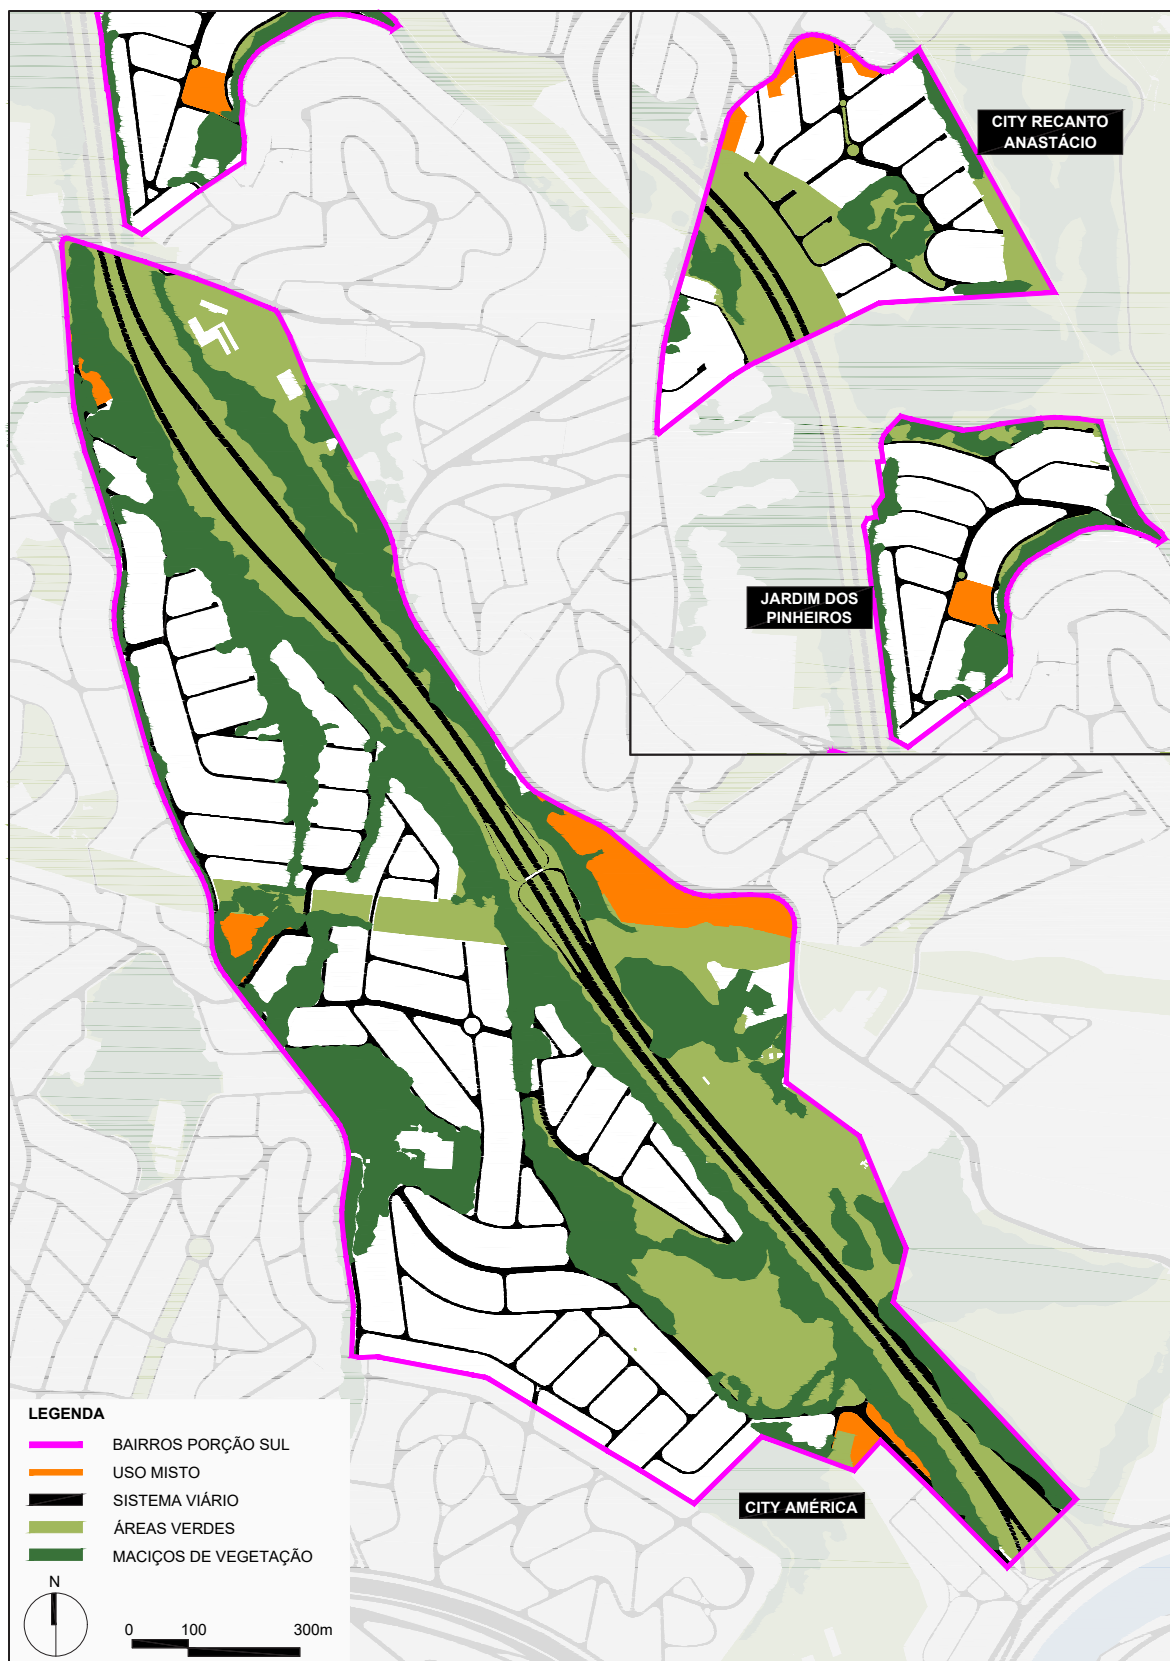 CITY RECANTO
ANASTÁCIO
JARDIM DOS
PINHEIROS
CITY AMÉRICA
LEGENDA
BAIRROS PORÇÃO SUL
USO MISTO
SISTEMA VIÁRIO
ÁREAS VERDES
MACIÇOS DE VEGETAÇÃO
N
0 100 300m